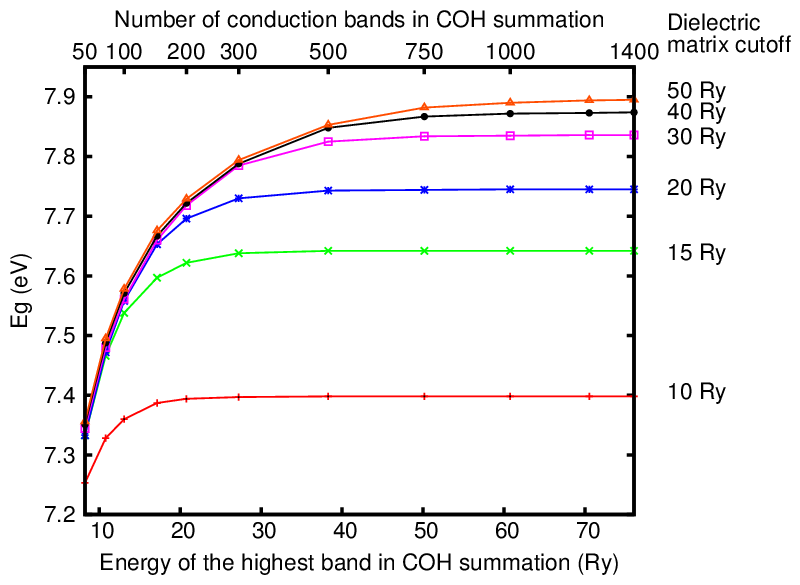 Number of conduction bands in COH summation
Dielectric
matrix cutoff
50 100 200 300 500 750 1000 1400
7.9
7.8
7.7
7.6
7.5
7.4
7.3
7.2
Eg (eV)
50 Ry
40 Ry
30 Ry
20 Ry
15 Ry
10 Ry
10 20 30 40 50 60 70
Energy of the highest band in COH summation (Ry)